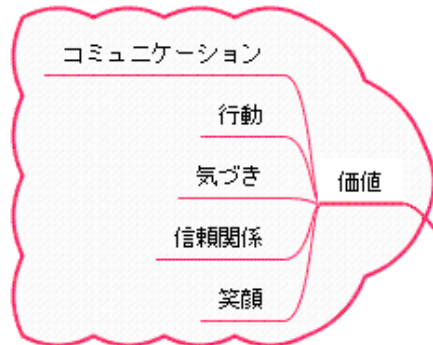 コミュニケーション
行動
気づき
価値
信頼関係
笑顔